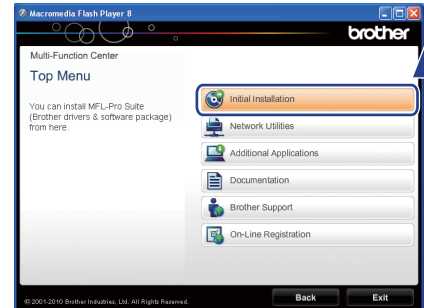 Macromedia Flash Player 8
brother
Multi-Function Center
Top Menu
You can install MFL-Pro Suite
(Brother drivers & software package)
from here.
Initial Installation
Network Utilities
Additional Applications
Documentation
Brother Support
On-Line Registration
© 2001-2010 Brother Industries, Ltd. All Rights Reserved.
Back
Exit